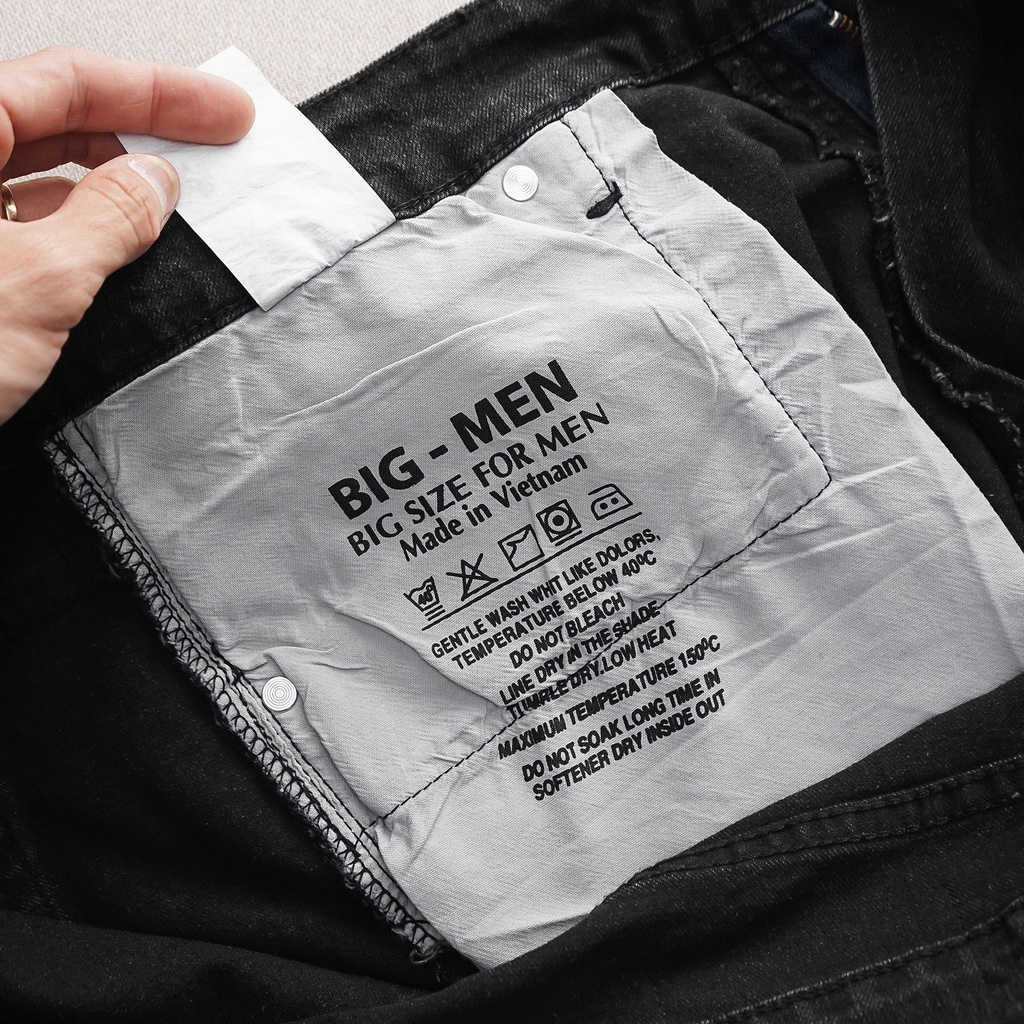 BIG - MEN
BIG SIZE FOR MEN
Made in Vietnam
40
GENTLE WASH WHIT LIKE DOLORS,
TEMPERATURE BELOW 40ºC
DO NOT BLEACH
LINE DRY IN THE SHADE
TUMPLE DRY.LOW HEAT
MAXIMUM TEMPERATURE 150ºC
DO NOT SOAK LONG TIME IN
SOFTENER DRY INSIDE OUT